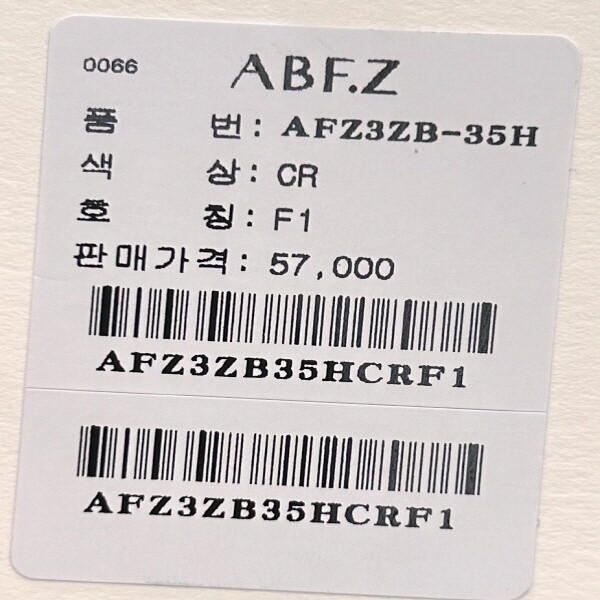 0066 ABF.Z
품 번: AFZ3ZB-35H
색 상: CR
호 칭: F1
판매가격: 57,000
AFZ3ZB35HCRF1
AFZ3ZB35HCRF1